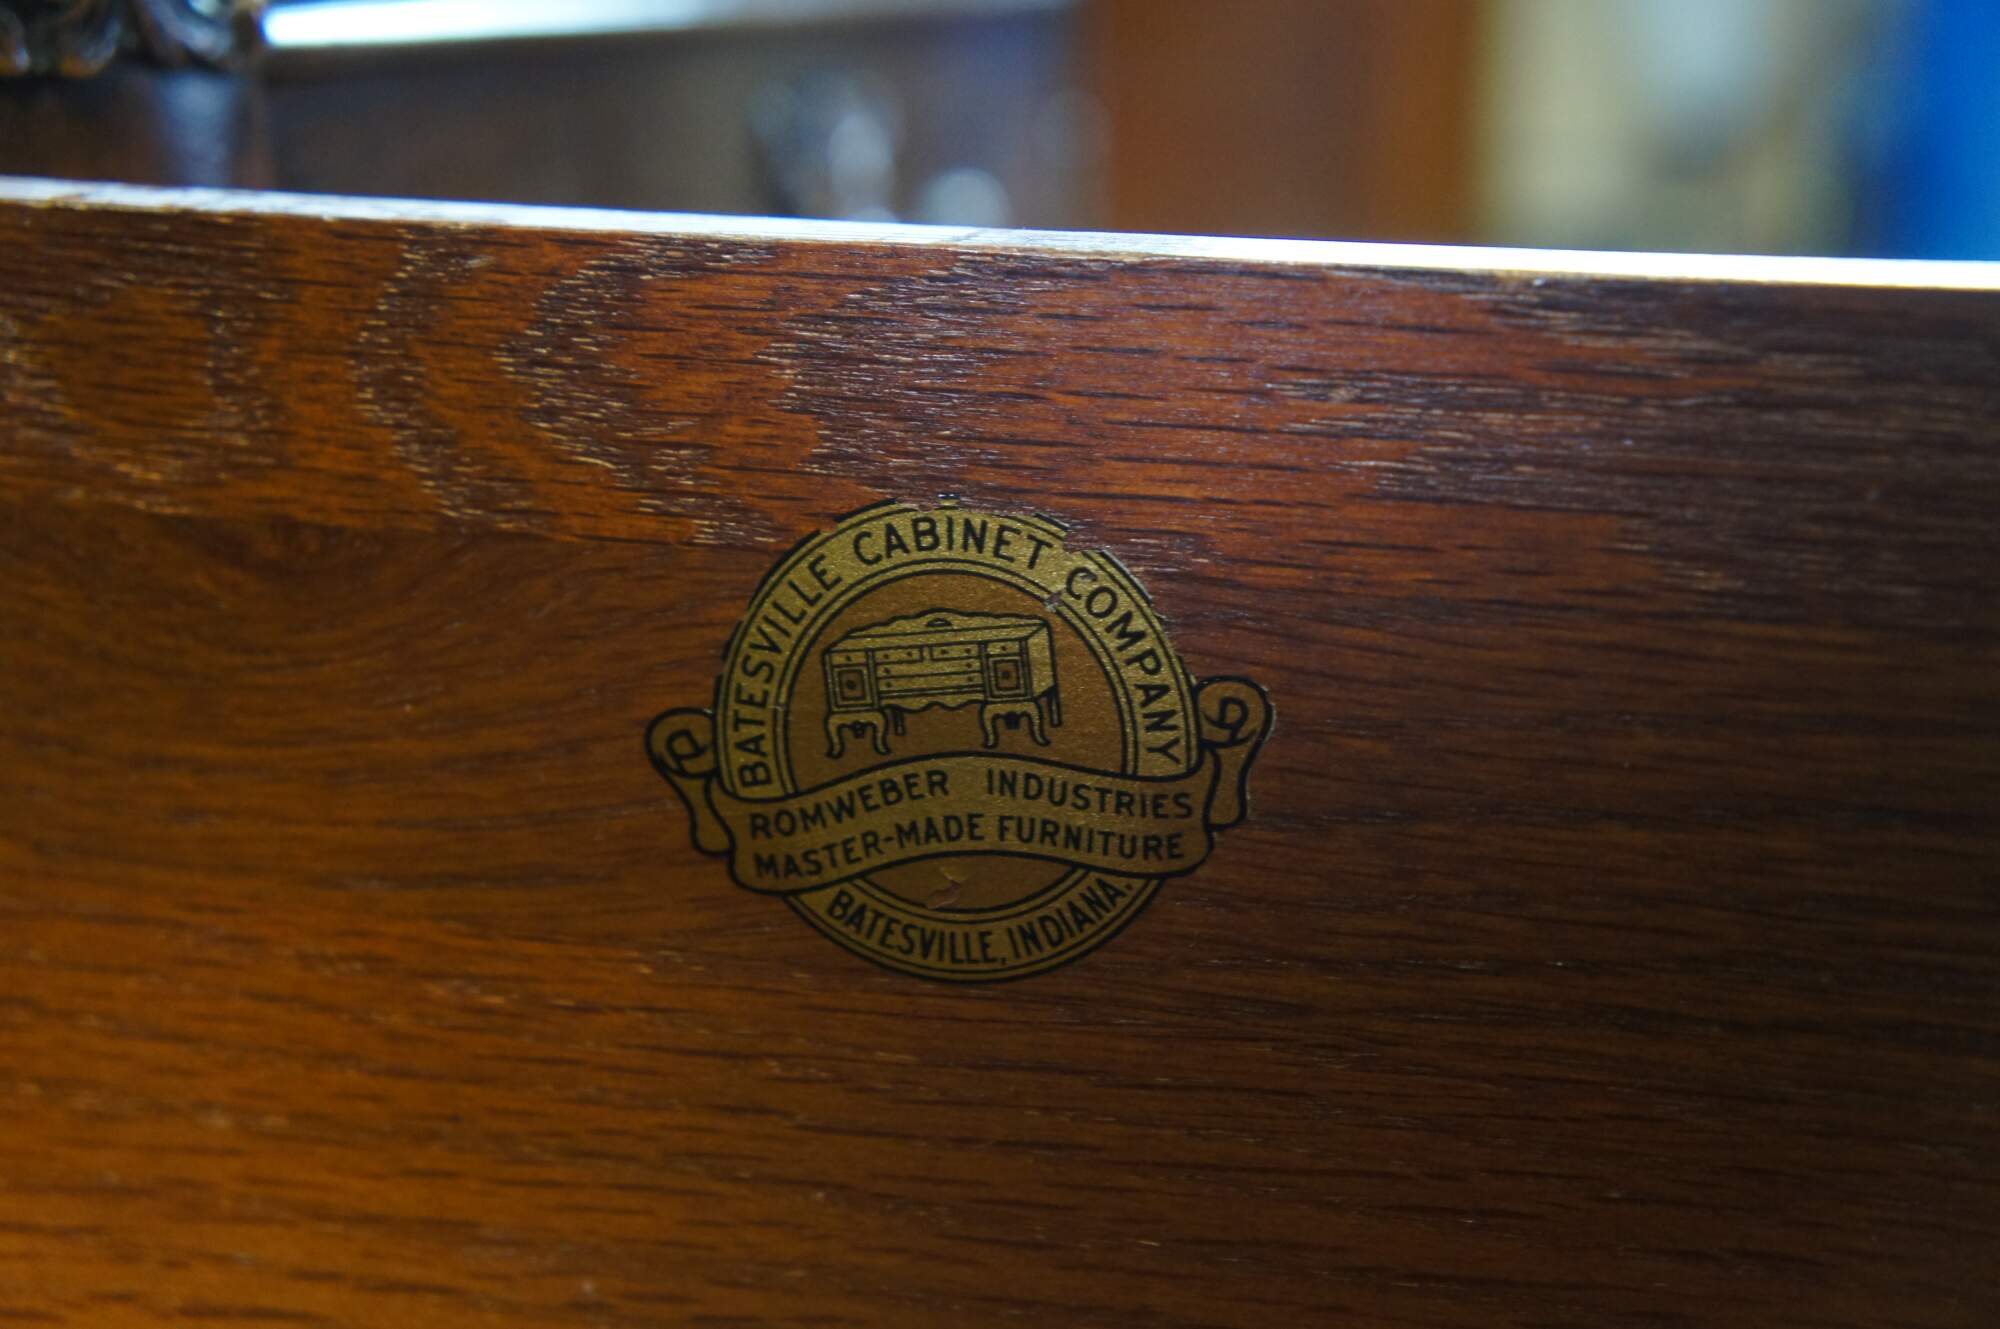 BATESVILLE CABINET COMPANY
ROMWEBER INDUSTRIES
MASTER-MADE FURNITURE
BATESVILLE, INDIANA.